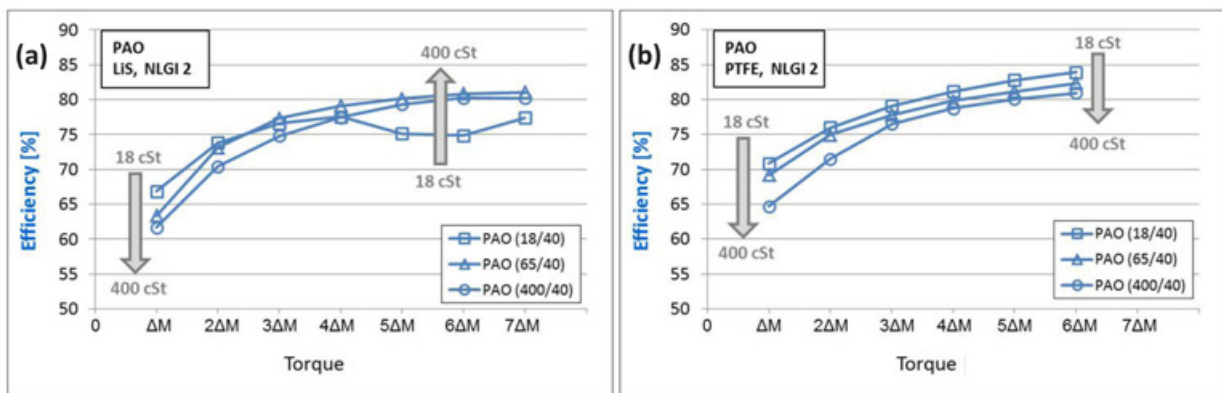 (a)
PAO
LiS, NLGI 2
Efficiency [%]
90
85
80
75
70
65
60
55
50
18 cSt
400 cSt
400 cSt
18 cSt
PAO (18/40)
PAO (65/40)
PAO (400/40)
0 ΔM 2ΔM 3ΔM 4ΔM 5ΔM 6ΔM 7ΔM
Torque
(b)
PAO
PTFE, NLGI 2
Efficiency [%]
90
85
80
75
70
65
60
55
50
18 cSt
400 cSt
18 cSt
400 cSt
PAO (18/40)
PAO (65/40)
PAO (400/40)
0 ΔM 2ΔM 3ΔM 4ΔM 5ΔM 6ΔM 7ΔM
Torque